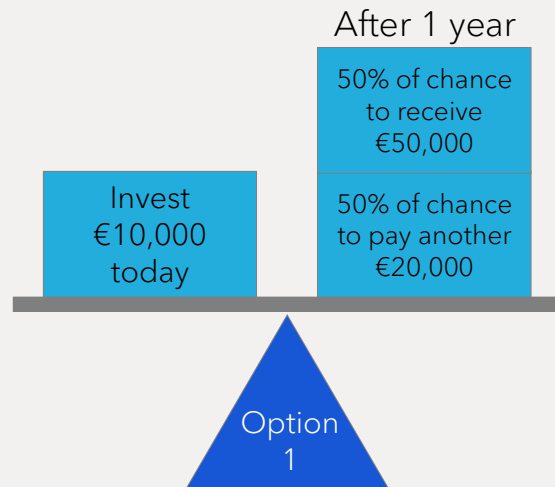 After 1 year
50% of chance
to receive
€50,000
Invest
€10,000
today
50% of chance
to pay another
€20,000
Option
1